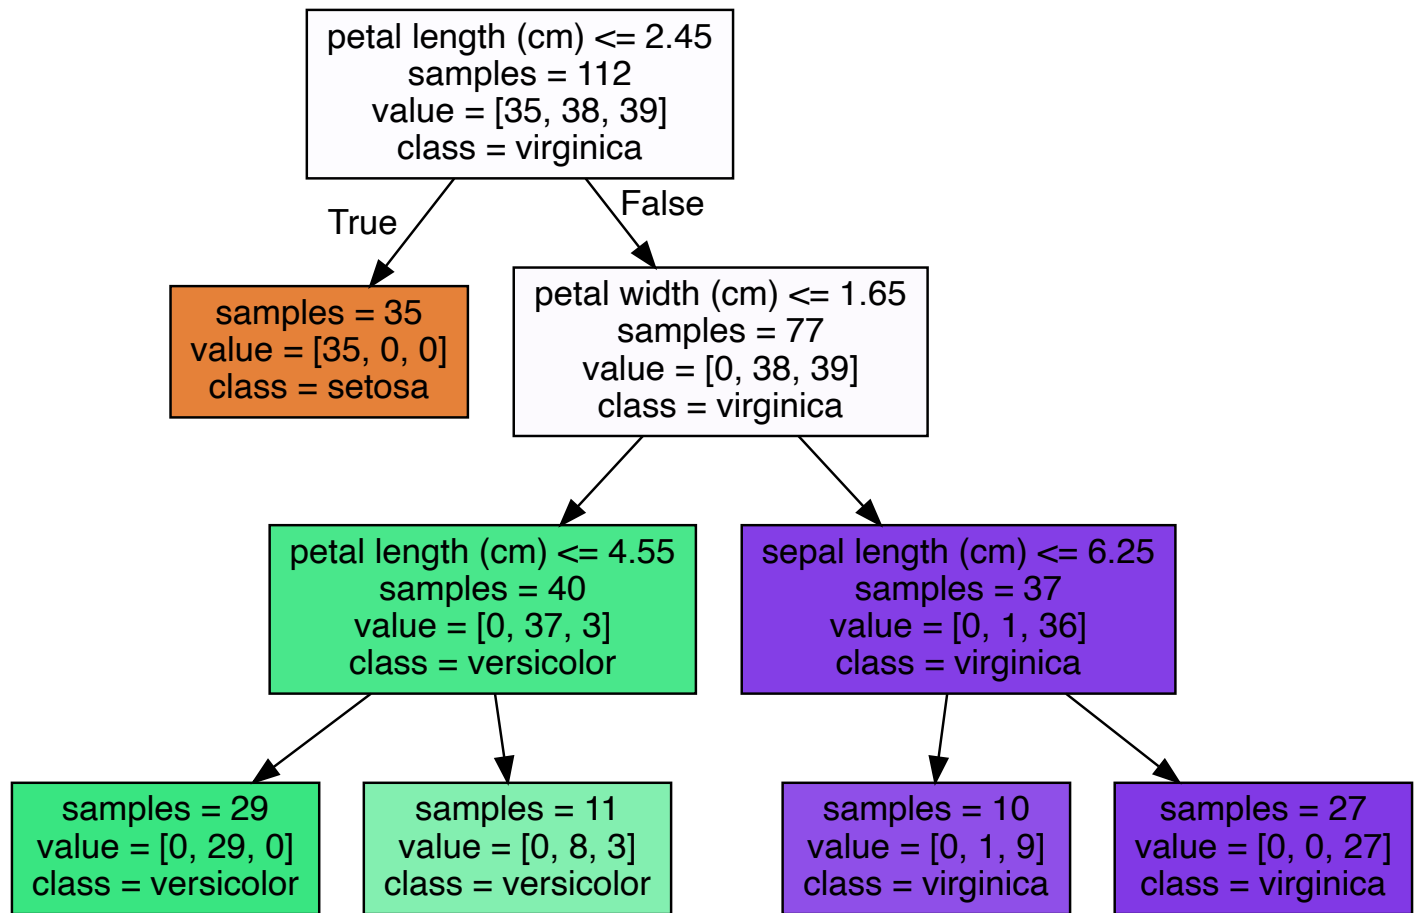 petal length (cm) <= 2.45
samples = 112
value = [35, 38, 39]
class = virginica
True
False
samples = 35
value = [35, 0, 0]
class = setosa
petal width (cm) <= 1.65
samples = 77
value = [0, 38, 39]
class = virginica
petal length (cm) <= 4.55
samples = 40
value = [0, 37, 3]
class = versicolor
sepal length (cm) <= 6.25
samples = 37
value = [0, 1, 36]
class = virginica
samples = 29
value = [0, 29, 0]
class = versicolor
samples = 11
value = [0, 8, 3]
class = versicolor
samples = 10
value = [0, 1, 9]
class = virginica
samples = 27
value = [0, 0, 27]
class = virginica